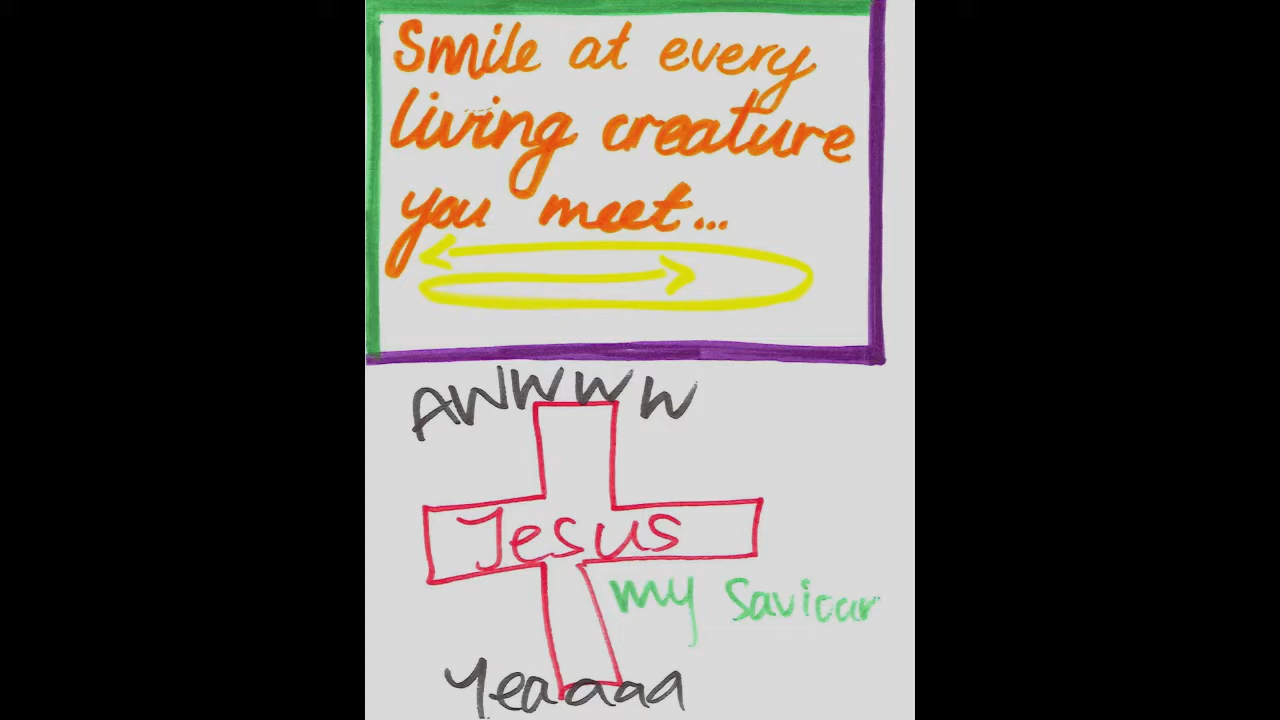 Smile at every
living creature
you meet...
AWWWW
Jesus
my Saviour
Yeaaaa